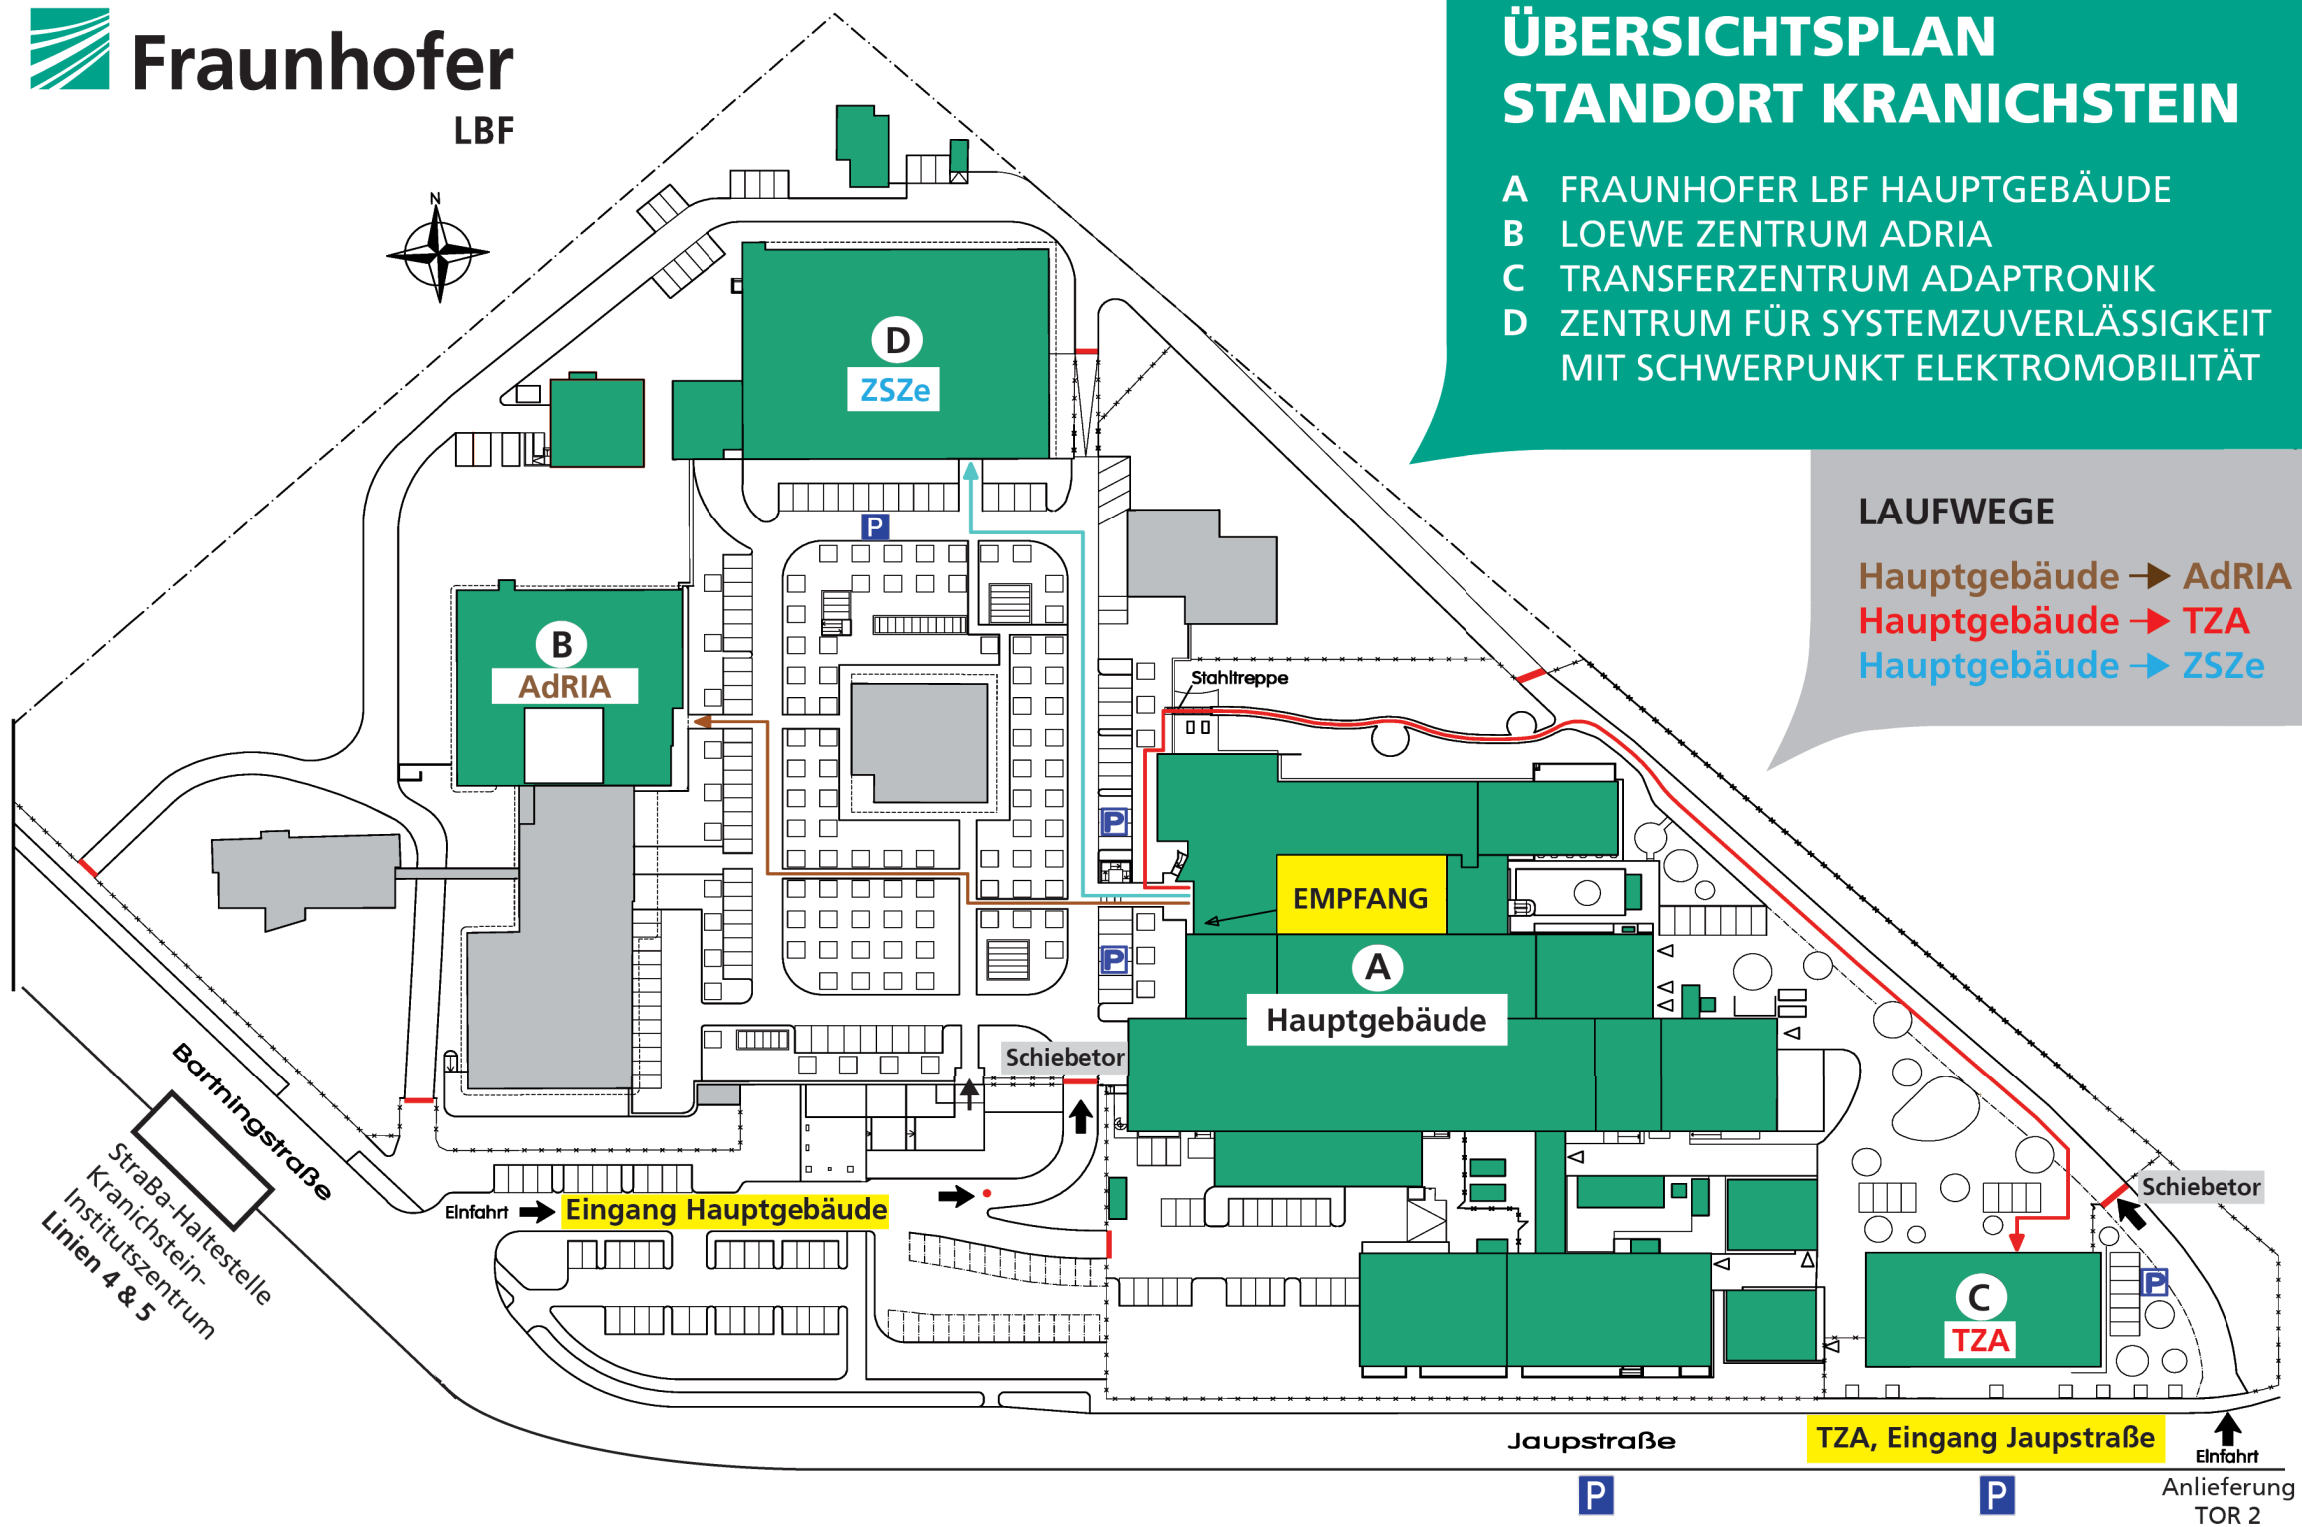 Fraunhofer
LBF
N
ÜBERSICHTSPLAN
STANDORT KRANICHSTEIN
A FRAUNHOFER LBF HAUPTGEBÄUDE
B LOEWE ZENTRUM ADRIA
C TRANSFERZENTRUM ADAPTRONIK
D ZENTRUM FÜR SYSTEMZUVERLÄSSIGKEIT
MIT SCHWERPUNKT ELEKTROMOBILITÄT
LAUFWEGE
Hauptgebäude → AdRIA
Hauptgebäude → TZA
Hauptgebäude → ZSZe
D
ZSZe
P
B
AdRIA
Stahltreppe
P
EMPFANG
P
A
Hauptgebäude
Schiebetor
Bartningstraße
StraBa-Haltestelle
Kranichstein-
Institutszentrum
Linien 4 & 5
Einfahrt
Eingang Hauptgebäude
Schiebetor
P
C
TZA
Jaupstraße
TZA, Eingang Jaupstraße
Einfahrt
P
P
Anlieferung
TOR 2